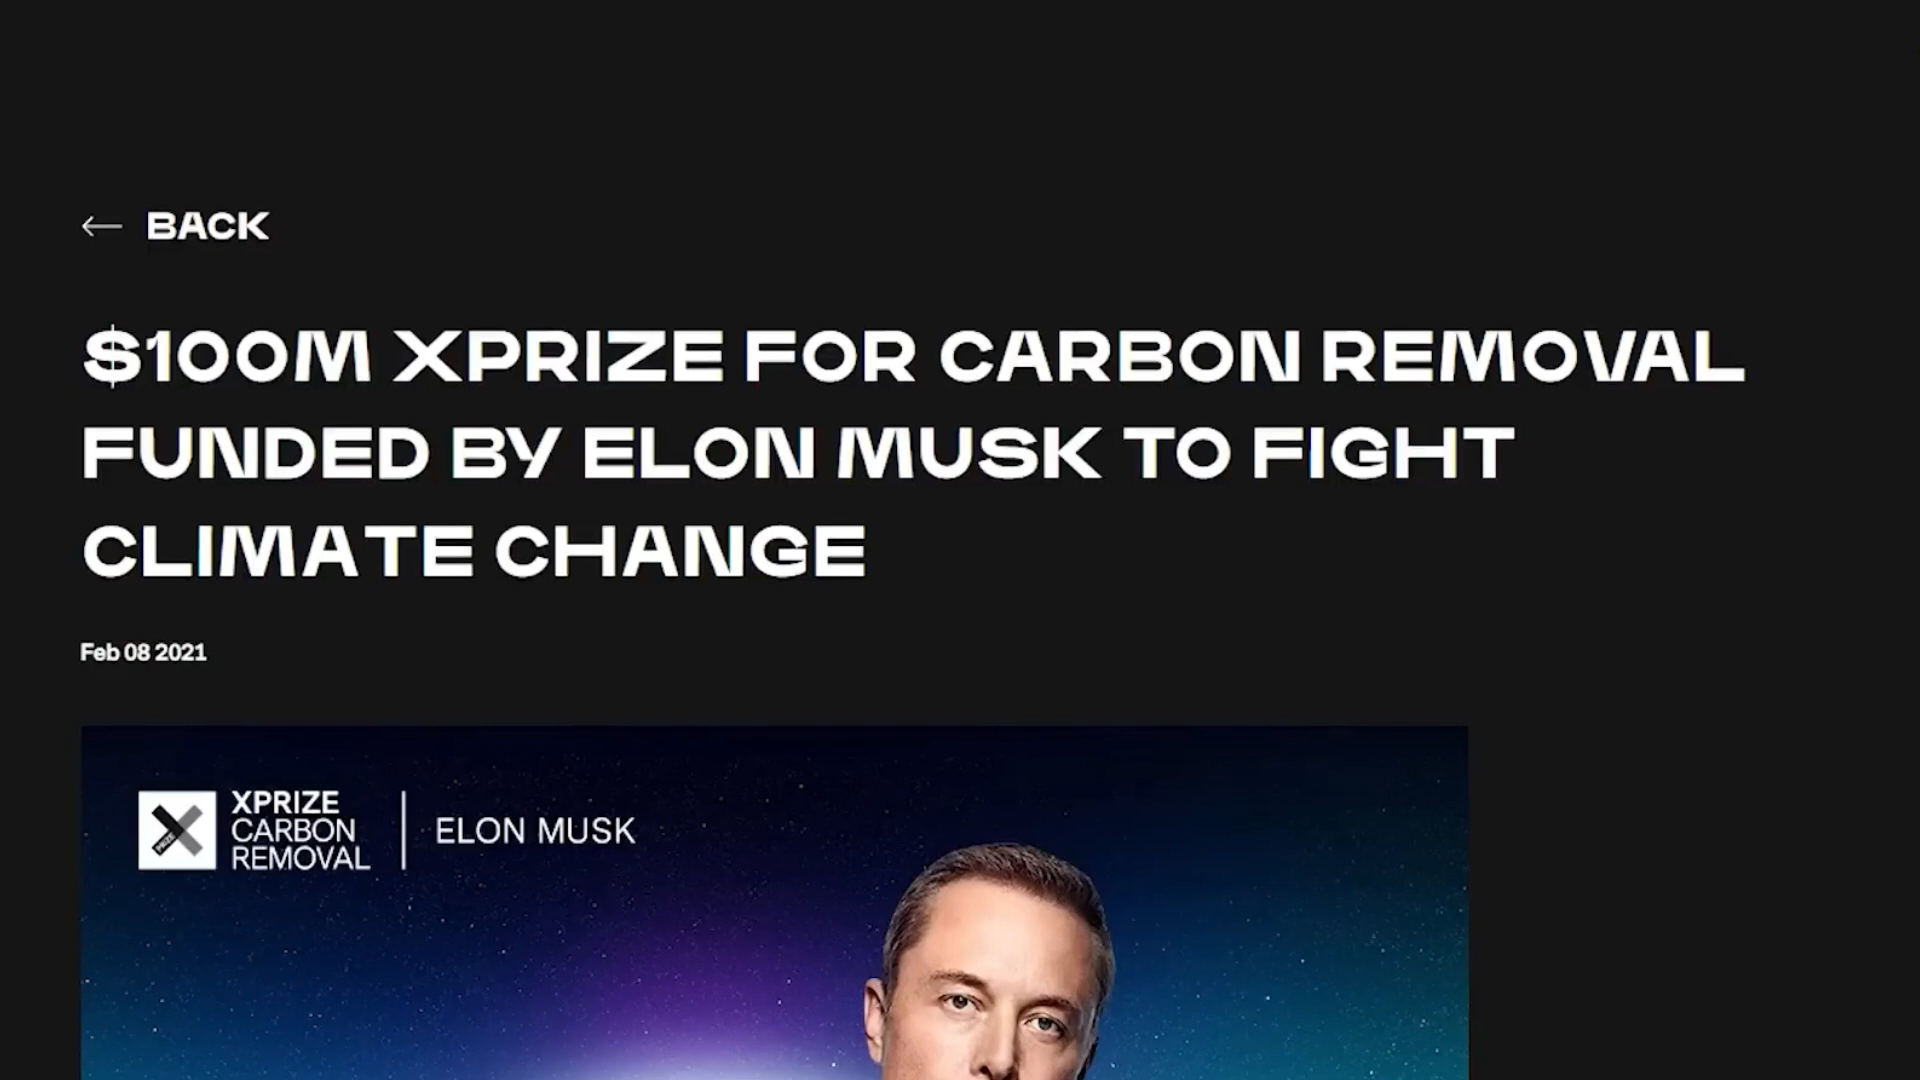 ← BACK
$100M XPRIZE FOR CARBON REMOVAL
FUNDED BY ELON MUSK TO FIGHT
CLIMATE CHANGE
Feb 08 2021
XPRIZE
CARBON
REMOVAL
ELON MUSK
PRIZE